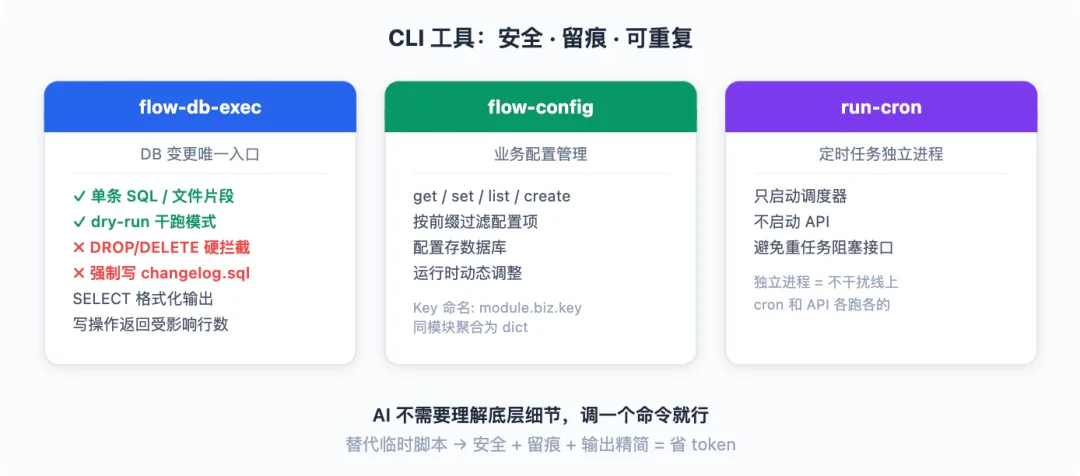 CLI 工具：安全 · 留痕 · 可重复
flow-db-exec
DB 变更唯一入口
✓ 单条 SQL / 文件片段
✓ dry-run 干跑模式
✕ DROP/DELETE 硬拦截
✕ 强制写 changelog.sql
SELECT 格式化输出
写操作返回受影响行数
flow-config
业务配置管理
get / set / list / create
按前缀过滤配置项
配置存数据库
运行时动态调整
Key 命名: module.biz.key
同模块聚合为 dict
run-cron
定时任务独立进程
只启动调度器
不启动 API
避免重任务阻塞接口
独立进程 = 不干扰线上
cron 和 API 各跑各的
AI 不需要理解底层细节，调一个命令就行
替代临时脚本 → 安全 + 留痕 + 输出精简 = 省 token